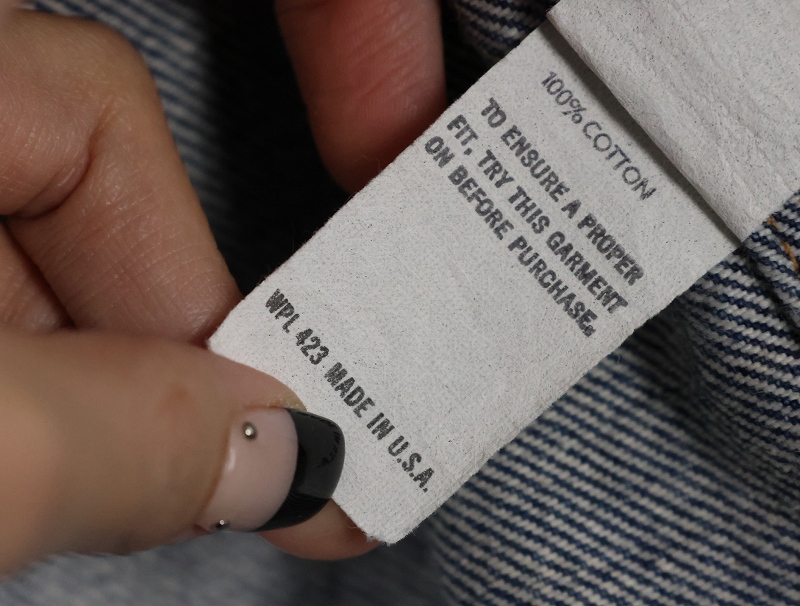 100% COTTON
TO ENSURE A PROPER
FIT, TRY THIS GARMENT
ON BEFORE PURCHASE.
WPL 423 MADE IN U.S.A.